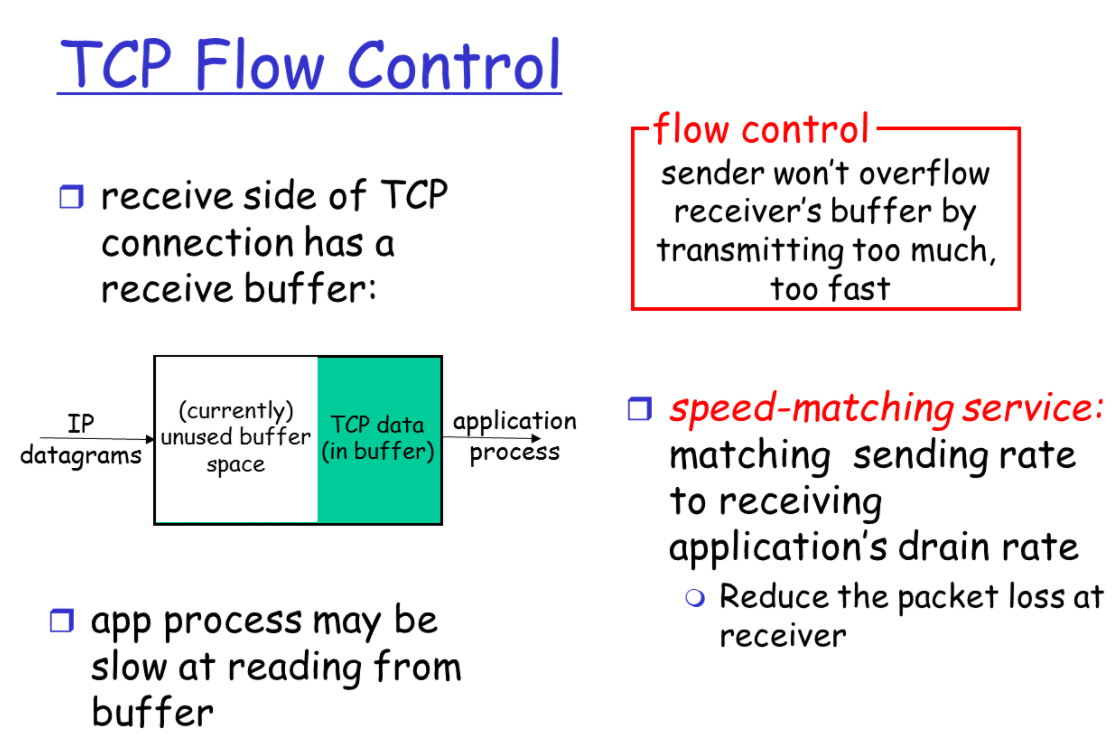 TCP Flow Control
receive side of TCP
connection has a
receive buffer:
IP
datagrams
(currently)
unused buffer
space
TCP data
(in buffer)
application
process
app process may be
slow at reading from
buffer
flow control
sender won't overflow
receiver's buffer by
transmitting too much,
too fast
speed-matching service:
matching sending rate
to receiving
application's drain rate
Reduce the packet loss at
receiver